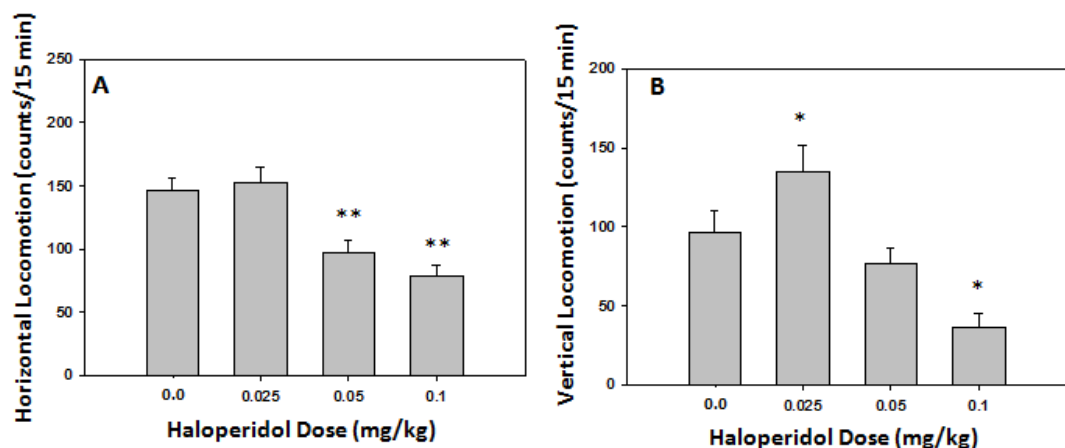 A
Horizontal Locomotion (counts/15 min)
250
200
150
100
50
0
**
**
0.0 0.025 0.05 0.1
Haloperidol Dose (mg/kg)
B
Vertical Locomotion (counts/15 min)
200
150
100
50
0
*
*
0.0 0.025 0.05 0.1
Haloperidol Dose (mg/kg)